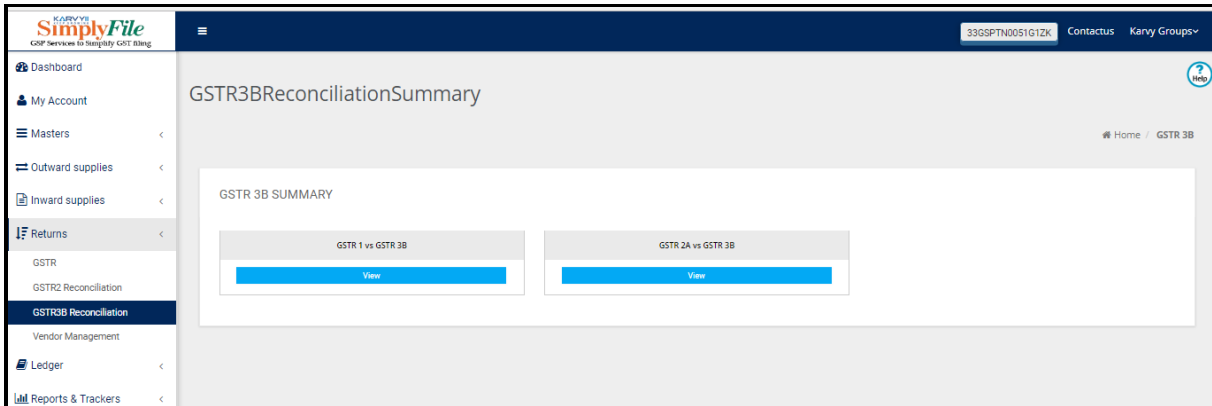 KARVY
SimplyFile
GSP Services to Simplify GST filing
33GSPTN0051G1ZK
Contactus
Karvy Groups
Help
Dashboard
My Account
Masters
Outward supplies
Inward supplies
Returns
GSTR
GSTR2 Reconciliation
GSTR3B Reconciliation
Vendor Management
Ledger
Reports & Trackers
GSTR3BReconciliationSummary
Home / GSTR 3B
GSTR 3B SUMMARY
GSTR 1 vs GSTR 3B
View
GSTR 2A vs GSTR 3B
View